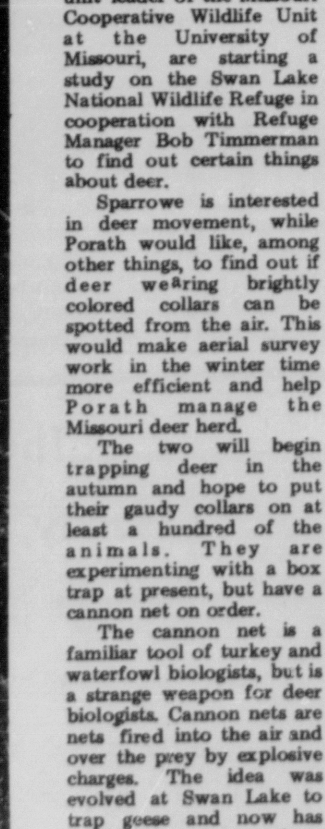 unit leader of the Missouri
Cooperative Wildlife Unit
at the University of
Missouri, are starting a
study on the Swan Lake
National Wildlife Refuge in
cooperation with Refuge
Manager Bob Timmerman
to find out certain things
about deer.
Sparrowe is interested
in deer movement, while
Porath would like, among
other things, to find out if
deer wearing brightly
colored collars can be
spotted from the air. This
would make aerial survey
work in the winter time
more efficient and help
Porath manage the
Missouri deer herd.
The two will begin
trapping deer in the
autumn and hope to put
their gaudy collars on at
least a hundred of the
animals. They are
experimenting with a box
trap at present, but have a
cannon net on order.
The cannon net is a
familiar tool of turkey and
waterfowl biologists, but is
a strange weapon for deer
biologists. Cannon nets are
nets fired into the air and
over the prey by explosive
charges. The idea was
evolved at Swan Lake to
trap geese and now has